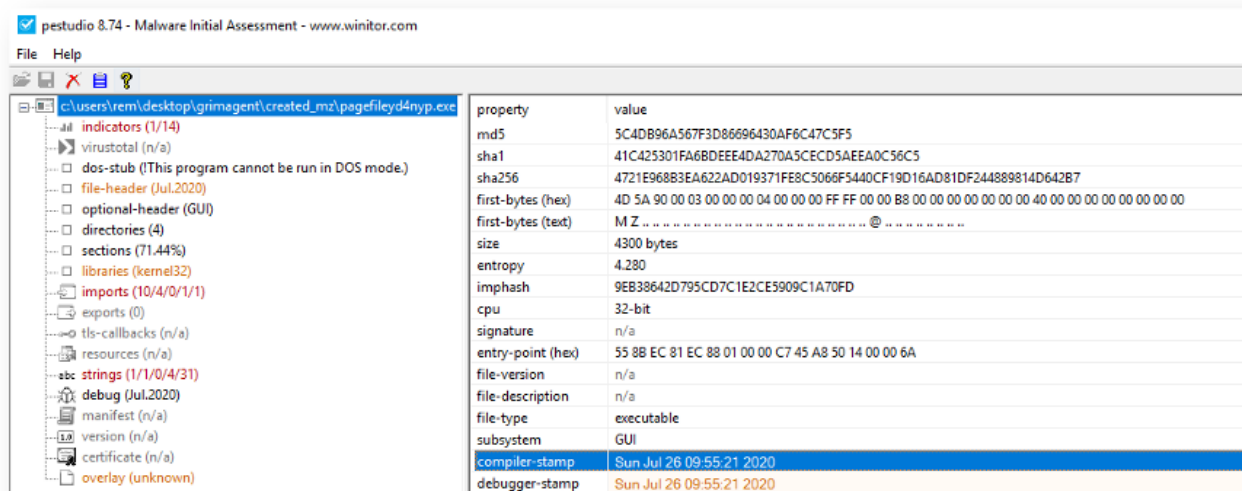 pestudio 8.74 - Malware Initial Assessment - www.winitor.com
File Help
c:\users\rem\desktop\grimagent\created_mz\pagefileyd4nyp.exe
indicators (1/14)
virustotal (n/a)
dos-stub (!This program cannot be run in DOS mode.)
file-header (Jul.2020)
optional-header (GUI)
directories (4)
sections (71.44%)
libraries (kernel32)
imports (10/4/0/1/1)
exports (0)
tls-callbacks (n/a)
resources (n/a)
abc strings (1/1/0/4/31)
debug (Jul.2020)
manifest (n/a)
1.0 version (n/a)
certificate (n/a)
overlay (unknown)
property value
md5 5C4DB96A567F3D86696430AF6C47C5F5
sha1 41C425301FA6BDEEE4DA270A5CECD5AEEA0C56C5
sha256 4721E968B3EA622AD019371FE8C5066F5440CF19D16AD81DF244889814D642B7
first-bytes (hex) 4D 5A 90 00 03 00 00 00 04 00 00 00 FF FF 00 00 B8 00 00 00 00 00 00 00 40 00 00 00 00 00 00 00
first-bytes (text) M Z .. .. .. .. .. .. .. .. .. .. .. .. .. .. .. .. .. .. .. .. @ .. .. .. .. .. .. ..
size 4300 bytes
entropy 4.280
imphash 9EB38642D795CD7C1E2CE5909C1A70FD
cpu 32-bit
signature n/a
entry-point (hex) 55 8B EC 81 EC 88 01 00 00 C7 45 A8 50 14 00 00 6A
file-version n/a
file-description n/a
file-type executable
subsystem GUI
compiler-stamp Sun Jul 26 09:55:21 2020
debugger-stamp Sun Jul 26 09:55:21 2020